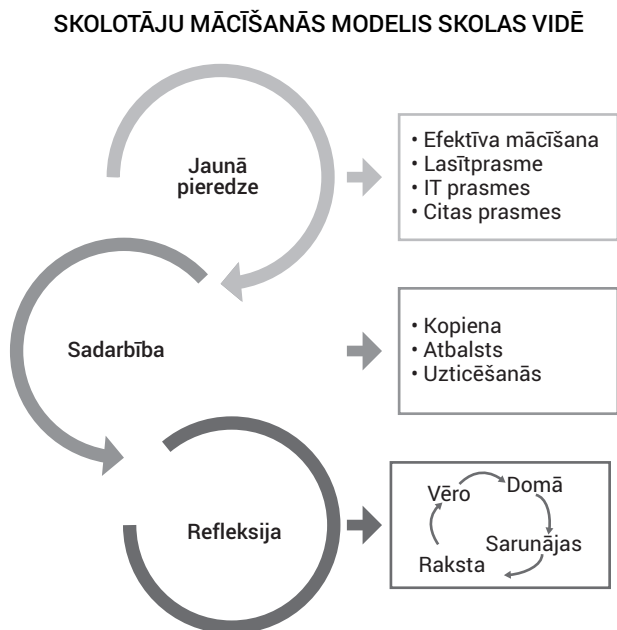 SKOLOTĀJU MĀCĪŠANĀS MODELIS SKOLAS VIDĒ
Jaunā
pieredze
• Efektīva mācīšana
• Lasītprasme
• IT prasmes
• Citas prasmes
Sadarbība
• Kopiena
• Atbalsts
• Uzticēšanās
Refleksija
Vēro
Domā
Sarunājas
Raksta